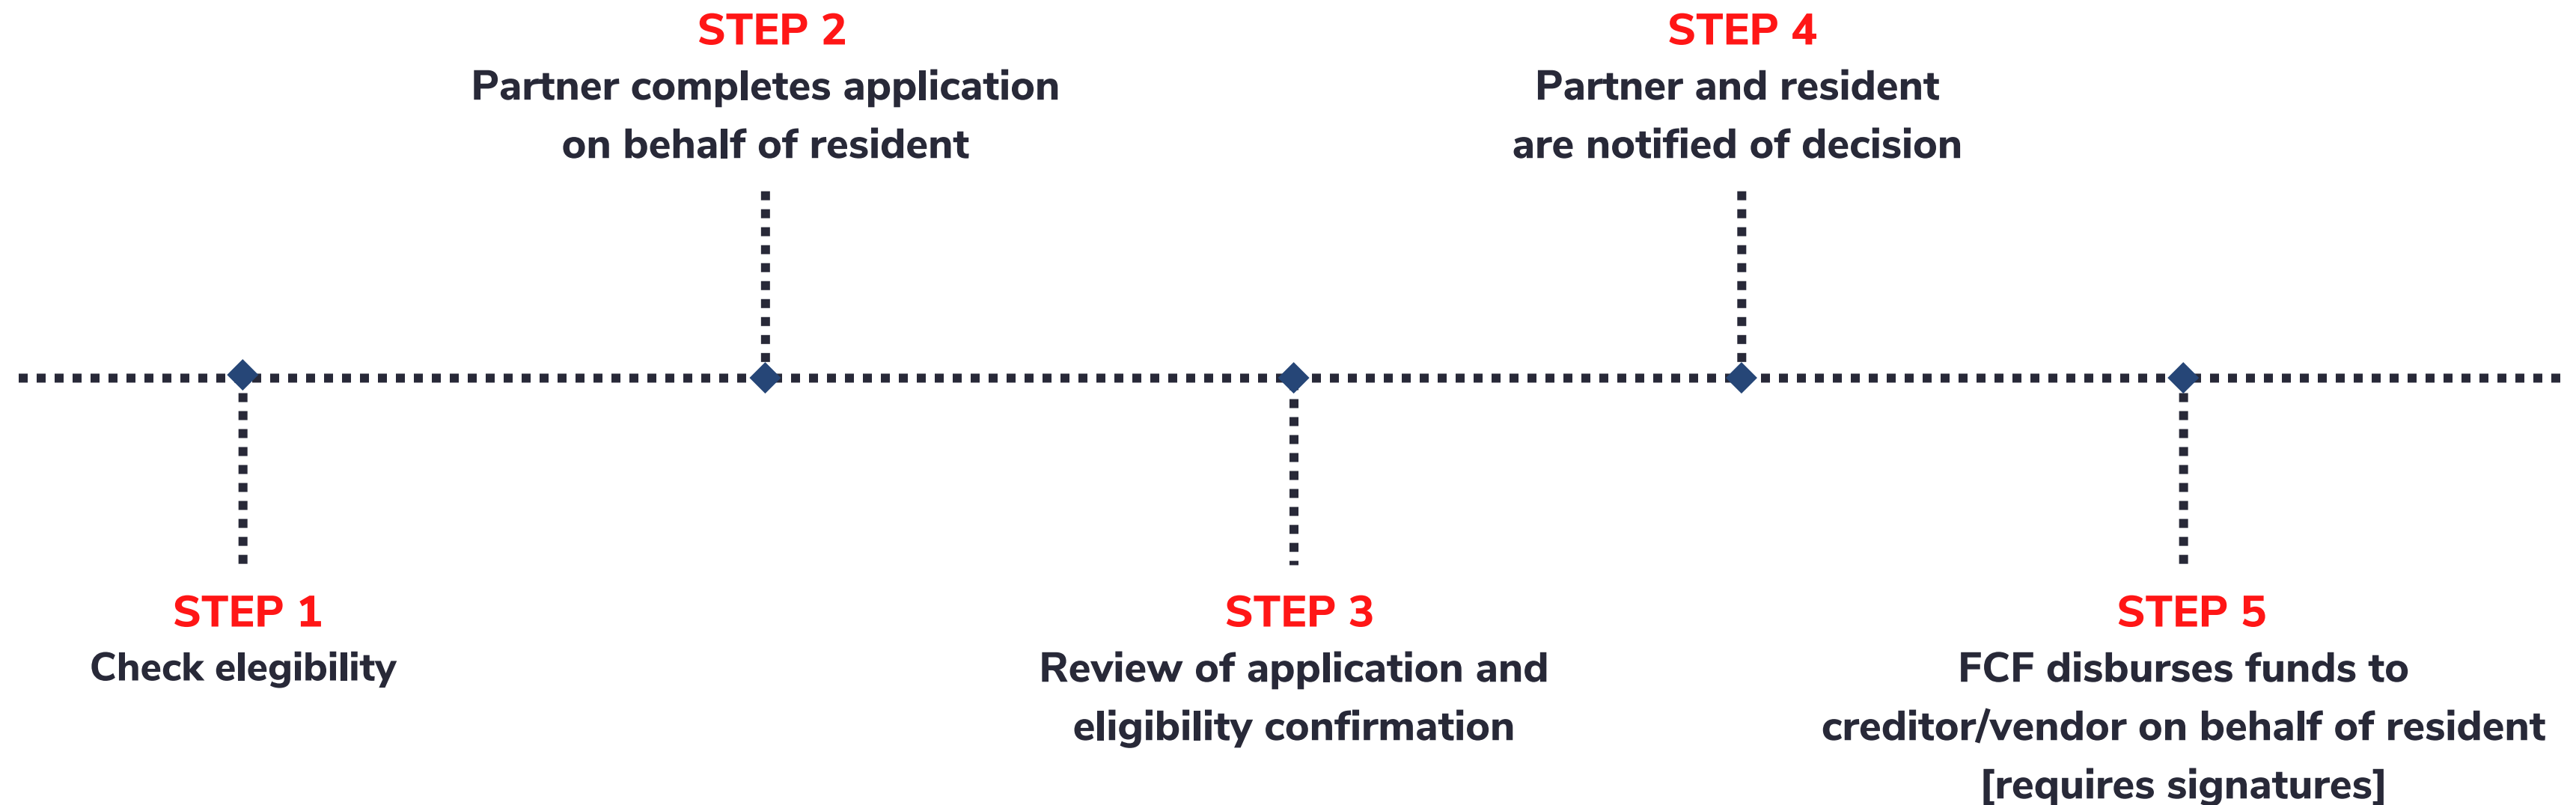 STEP 1
Check elegibility
STEP 2
Partner completes application
on behalf of resident
STEP 3
Review of application and
eligibility confirmation
STEP 4
Partner and resident
are notified of decision
STEP 5
FCF disburses funds to
creditor/vendor on behalf of resident
[requires signatures]